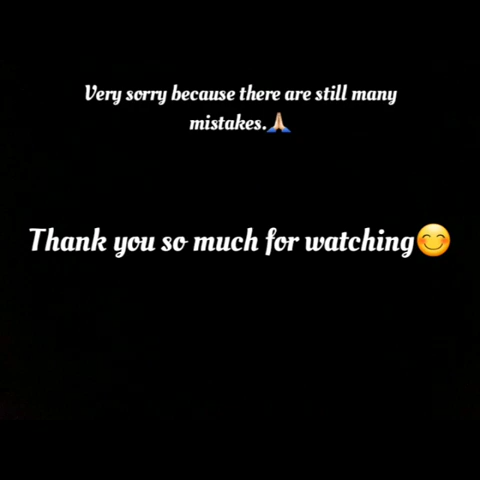 Very sorry because there are still many
mistakes.🙏🏻
Thank you so much for watching😊